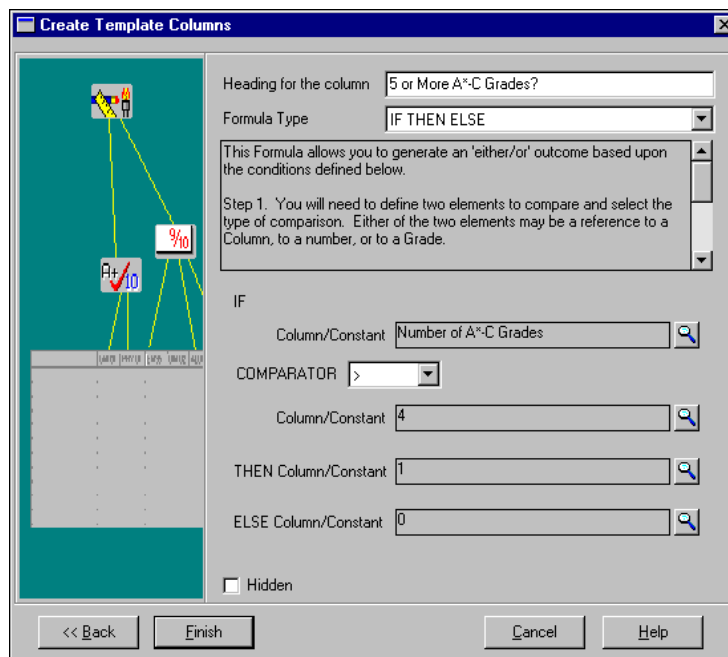 Create Template Columns
Heading for the column 5 or More A*-C Grades?
Formula Type IF THEN ELSE
This Formula allows you to generate an 'either/or' outcome based upon
the conditions defined below.
Step 1. You will need to define two elements to compare and select the
type of comparison. Either of the two elements may be a reference to a
Column, to a number, or to a Grade.
9/10
A+ 10
IF
Column/Constant Number of A*-C Grades
COMPARATOR >
Column/Constant 4
THEN Column/Constant 1
ELSE Column/Constant 0
Hidden
<< Back Finish Cancel Help